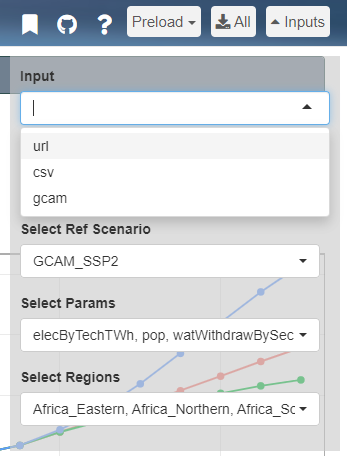 ? Preload All Inputs
Input
url
csv
gcam
Select Ref Scenario
GCAM_SSP2
Select Params
elecByTechTWh, pop, watWithdrawBySec
Select Regions
Africa_Eastern, Africa_Northern, Africa_Sc